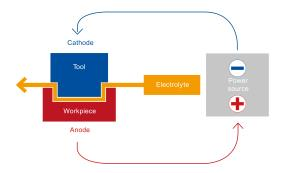 Cathode
Tool
Electrolyte
Power
source
Workpiece
Anode